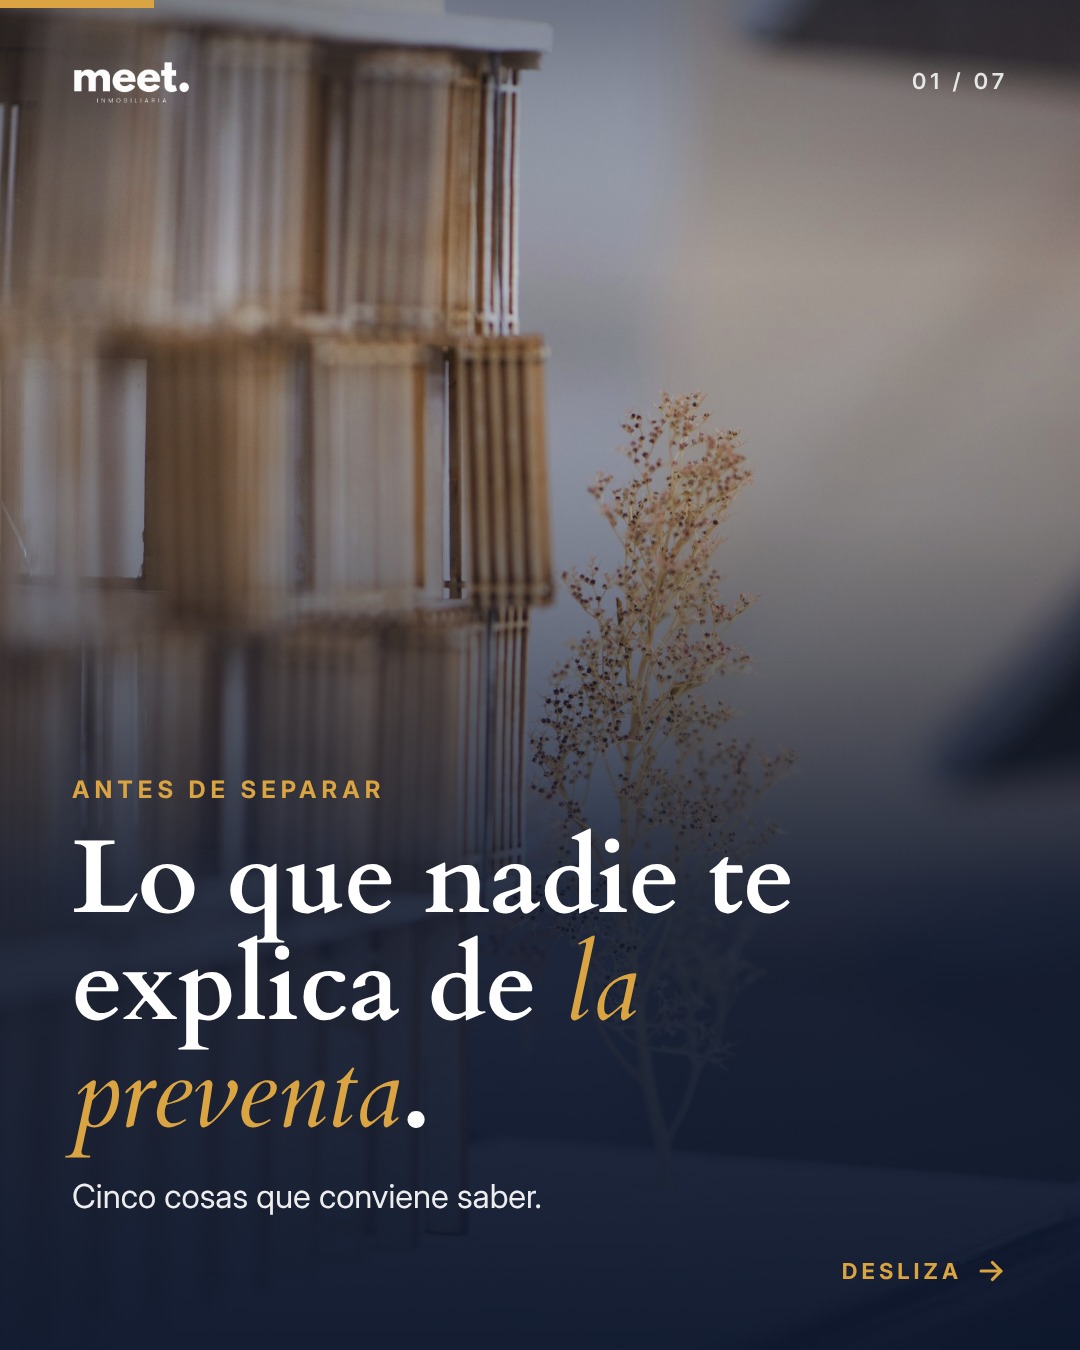 meet.
INMOBILIARIA
01 / 07
ANTES DE SEPARAR
Lo que nadie te
explica de la
preventa.
Cinco cosas que conviene saber.
DESLIZA →